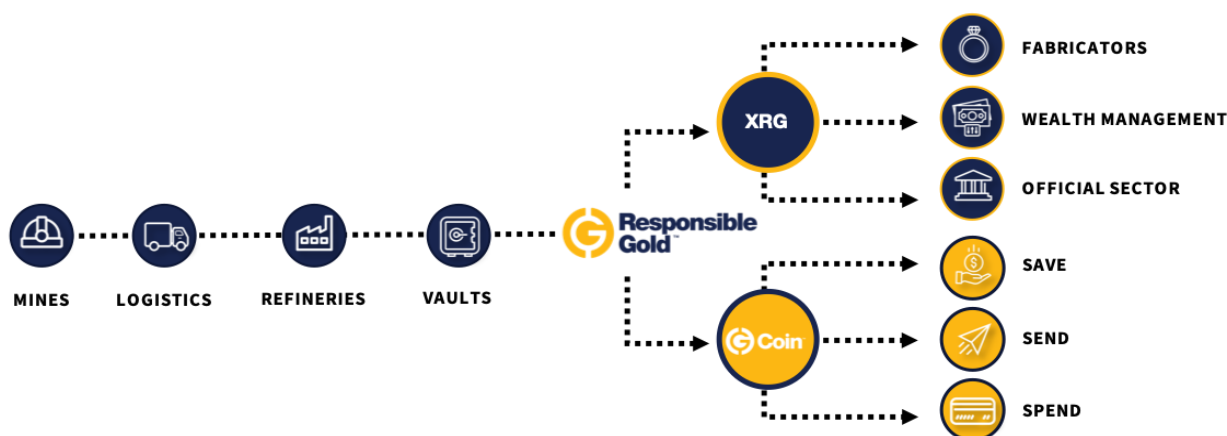 FABRICATORS
XRG
WEALTH MANAGEMENT
OFFICIAL SECTOR
Responsible
Gold™
MINES
LOGISTICS
REFINERIES
VAULTS
SAVE
Coin™
SEND
SPEND